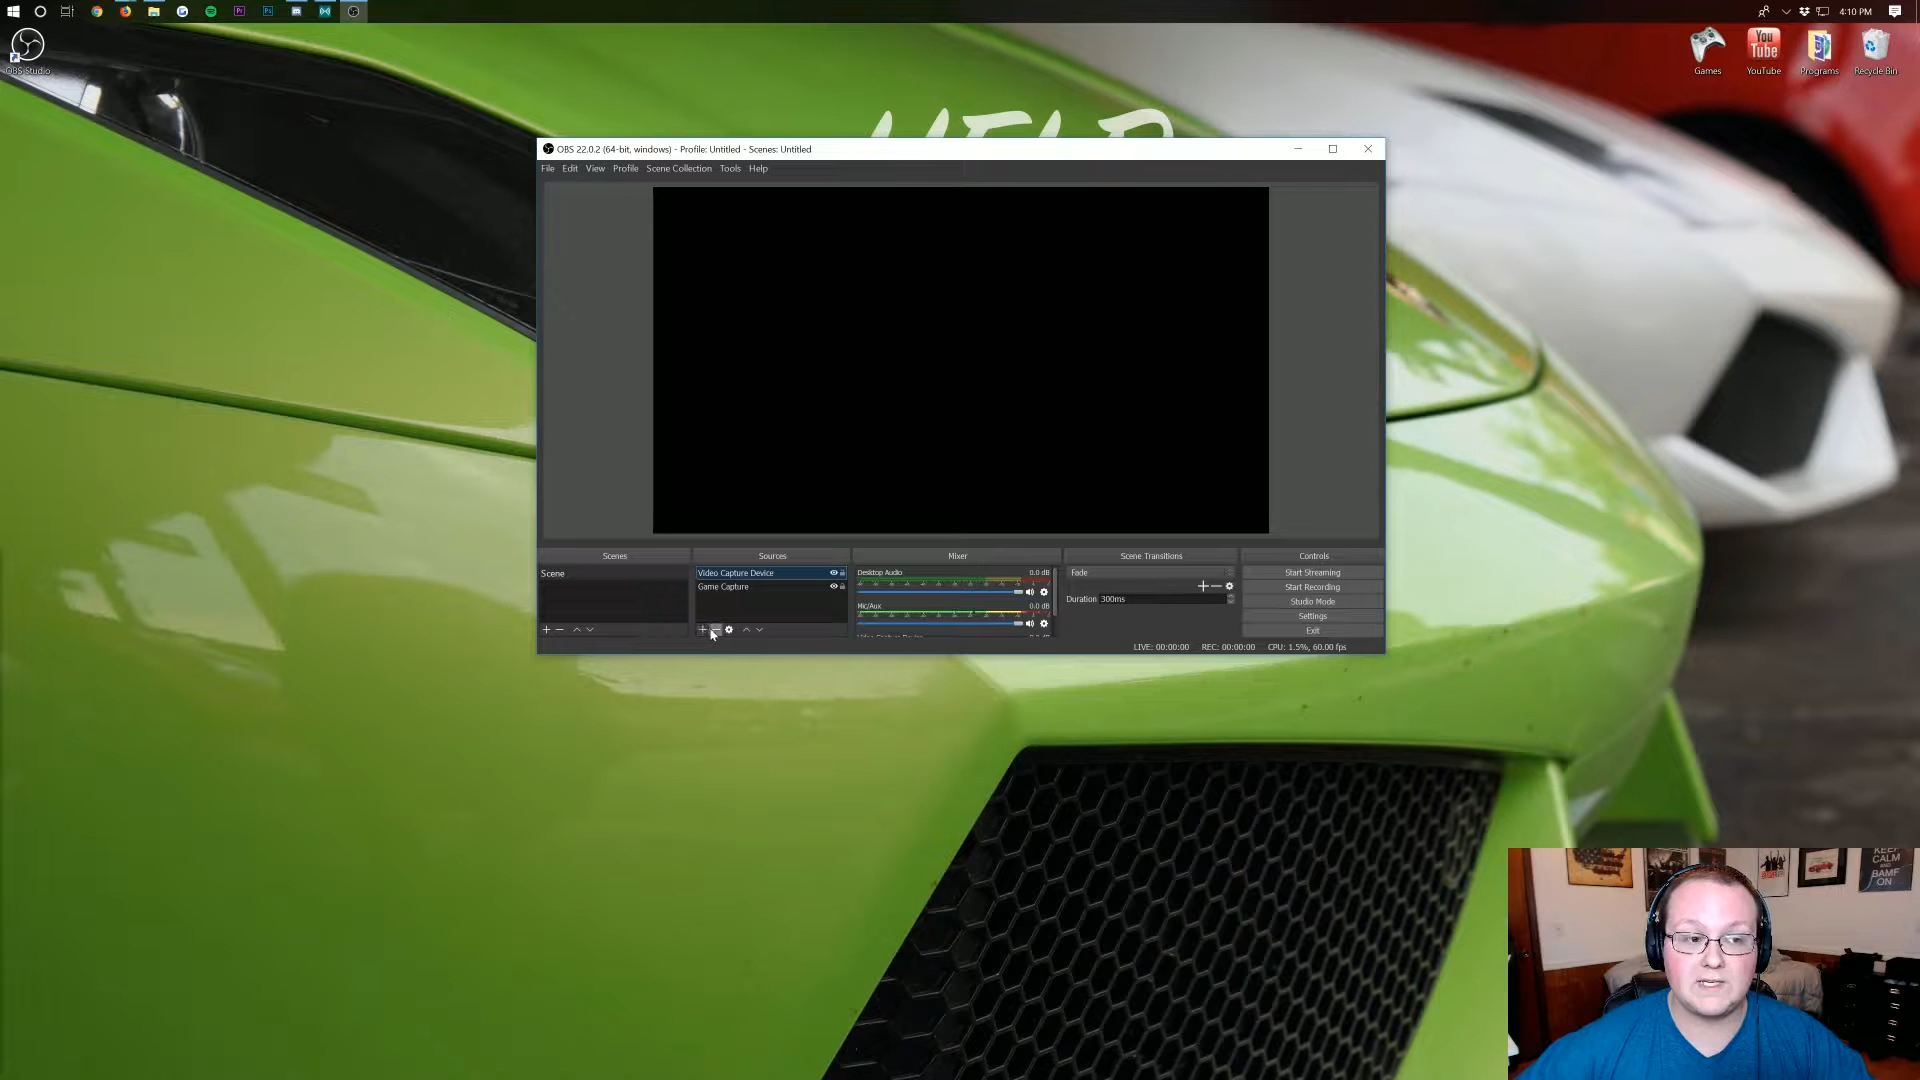 4:10 PM
OBS Studio
Games
YouTube
Programs
Recycle Bin
You
Tube
HELP
OBS 22.0.2 (64-bit, windows) - Profile: Untitled - Scenes: Untitled
File Edit View Profile Scene Collection Tools Help
Scenes
Sources
Mixer
Scene Transitions
Controls
Scene
Video Capture Device
Game Capture
Desktop Audio 0.0 dB
Mic/Aux 0.0 dB
Fade
Duration 300ms
Start Streaming
Start Recording
Studio Mode
Settings
Exit
LIVE: 00:00:00 REC: 00:00:00 CPU: 1.5%, 60.00 fps
KEEP
CALM
AND
BAMF
ON